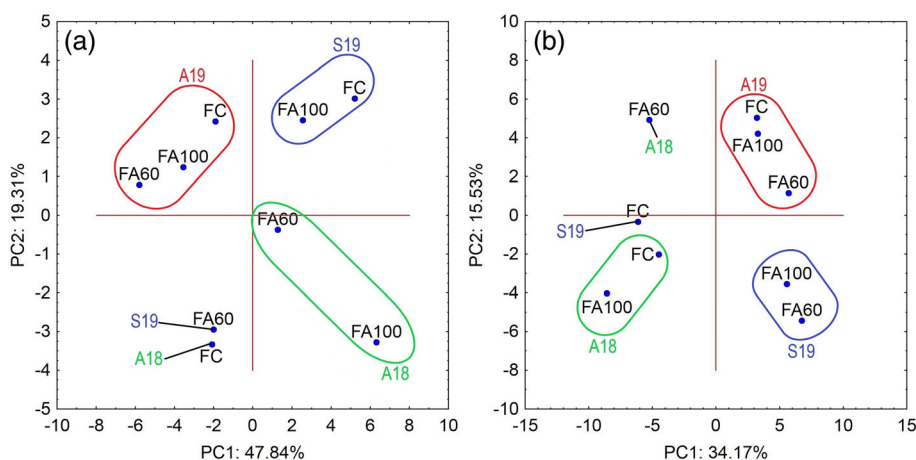 (a)
5
4
3
2
1
0
-1
-2
-3
-4
-5
-10 -8 -6 -4 -2 0 2 4 6 8 10
PC2: 19.31%
PC1: 47.84%
A19
FC
FA100
FA60
S19
FC
FA100
FA60
FA100
A18
S19
FA60
A18
FC
(b)
10
8
6
4
2
0
-2
-4
-6
-8
-10
-15 -10 -5 0 5 10 15
PC2: 15.53%
PC1: 34.17%
FA60
A18
A19
FC
FA100
FA60
FC
S19
FC
FA100
A18
FA100
FA60
S19